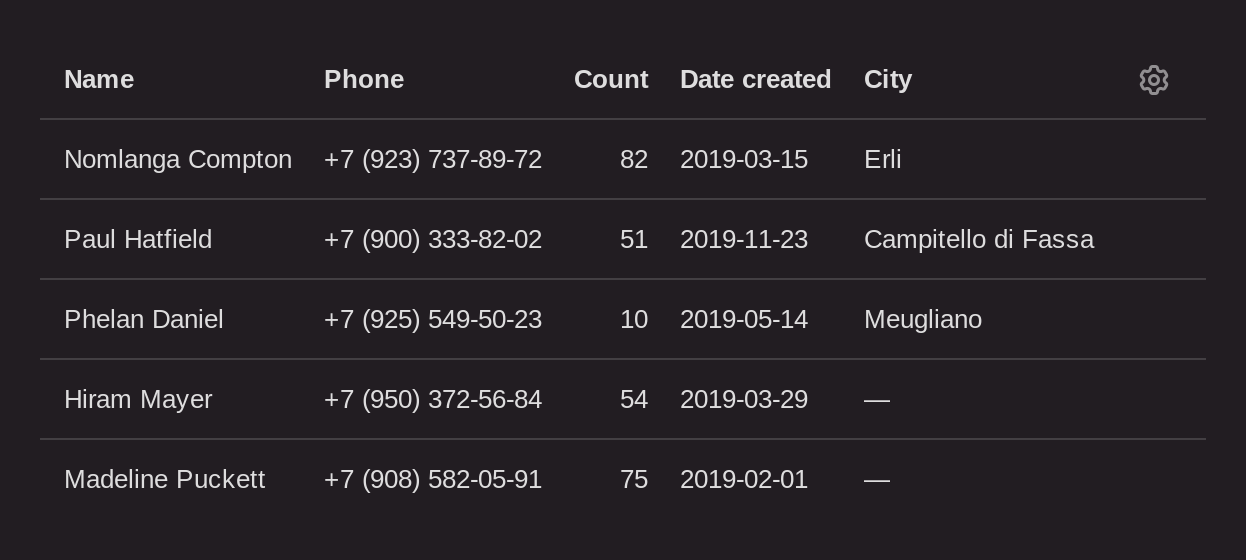 Name Phone Count Date created City
Nomlanga Compton +7 (923) 737-89-72 82 2019-03-15 Erli
Paul Hatfield +7 (900) 333-82-02 51 2019-11-23 Campitello di Fassa
Phelan Daniel +7 (925) 549-50-23 10 2019-05-14 Meugliano
Hiram Mayer +7 (950) 372-56-84 54 2019-03-29 —
Madeline Puckett +7 (908) 582-05-91 75 2019-02-01 —